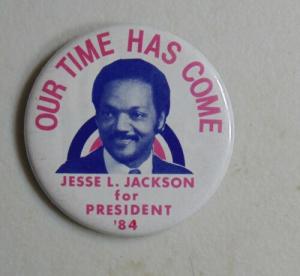 OUR TIME HAS COME
JESSE L. JACKSON
for
PRESIDENT
'84